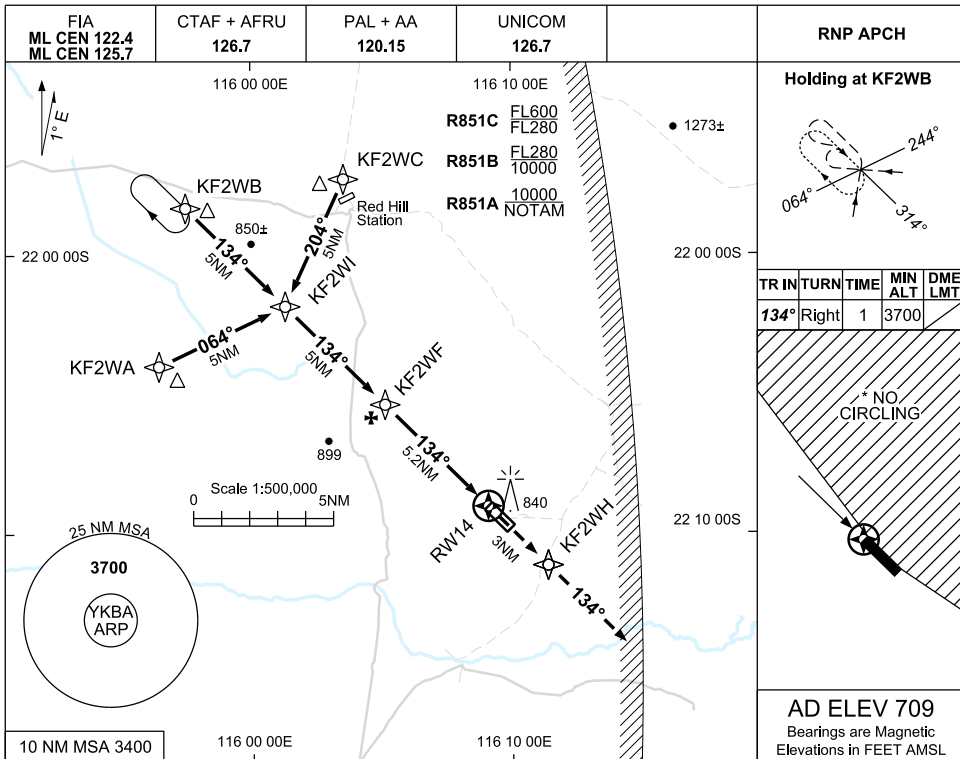 FIA
ML CEN 122.4
ML CEN 125.7
CTAF + AFRU
126.7
PAL + AA
120.15
UNICOM
126.7
RNP APCH
116 00 00E
116 10 00E
1° E
R851C FL600
FL280
R851B FL280
10000
R851A 10000
NOTAM
1273±
KF2WC
KF2WB
Red Hill
Station
850±
204°
5NM
134°
5NM
22 00 00S
22 00 00S
KF2WI
064°
5NM
KF2WA
134°
5NM
KF2WF
134°
5.2NM
899
Scale 1:500,000
0
5NM
840
RW14
3NM
KF2WH
22 10 00S
134°
25 NM MSA
3700
YKBA
ARP
10 NM MSA 3400
116 00 00E
116 10 00E
Holding at KF2WB
244°
064°
314°
TR IN TURN TIME MIN ALT DME LMT
134° Right 1 3700
* NO
CIRCLING
AD ELEV 709
Bearings are Magnetic
Elevations in FEET AMSL